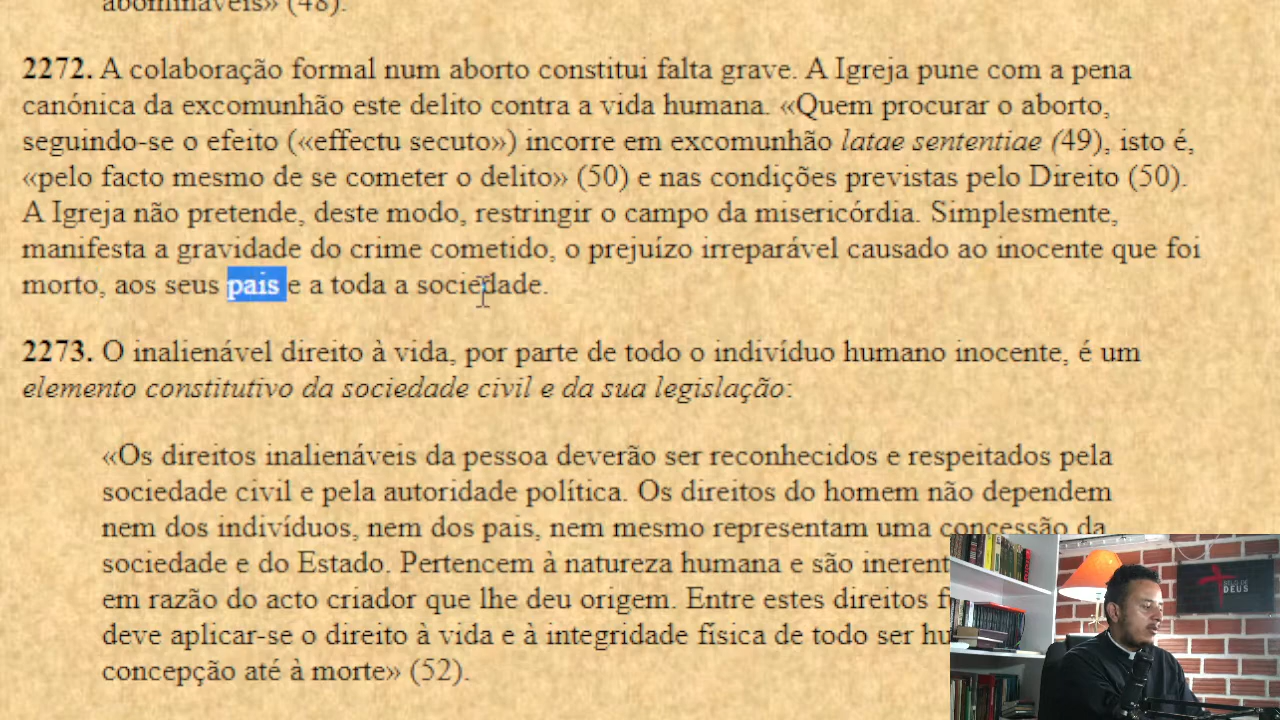 abomináveis» (48).
2272. A colaboração formal num aborto constitui falta grave. A Igreja pune com a pena
canónica da excomunhão este delito contra a vida humana. «Quem procurar o aborto,
seguindo-se o efeito («effectu secuto») incorre em excomunhão latae sententiae (49), isto é,
«pelo facto mesmo de se cometer o delito» (50) e nas condições previstas pelo Direito (50).
A Igreja não pretende, deste modo, restringir o campo da misericórdia. Simplesmente,
manifesta a gravidade do crime cometido, o prejuízo irreparável causado ao inocente que foi
morto, aos seus pais e a toda a sociedade.
2273. O inalienável direito à vida, por parte de todo o indivíduo humano inocente, é um
elemento constitutivo da sociedade civil e da sua legislação:
«Os direitos inalienáveis da pessoa deverão ser reconhecidos e respeitados pela
sociedade civil e pela autoridade política. Os direitos do homem não dependem
nem dos indivíduos, nem dos pais, nem mesmo representam uma concessão da
sociedade e do Estado. Pertencem à natureza humana e são
em razão do acto criador que lhe deu origem. Entre estes direitos
deve aplicar-se o direito à vida e à integridade física de todo ser
concepção até à morte» (52).
DEUS